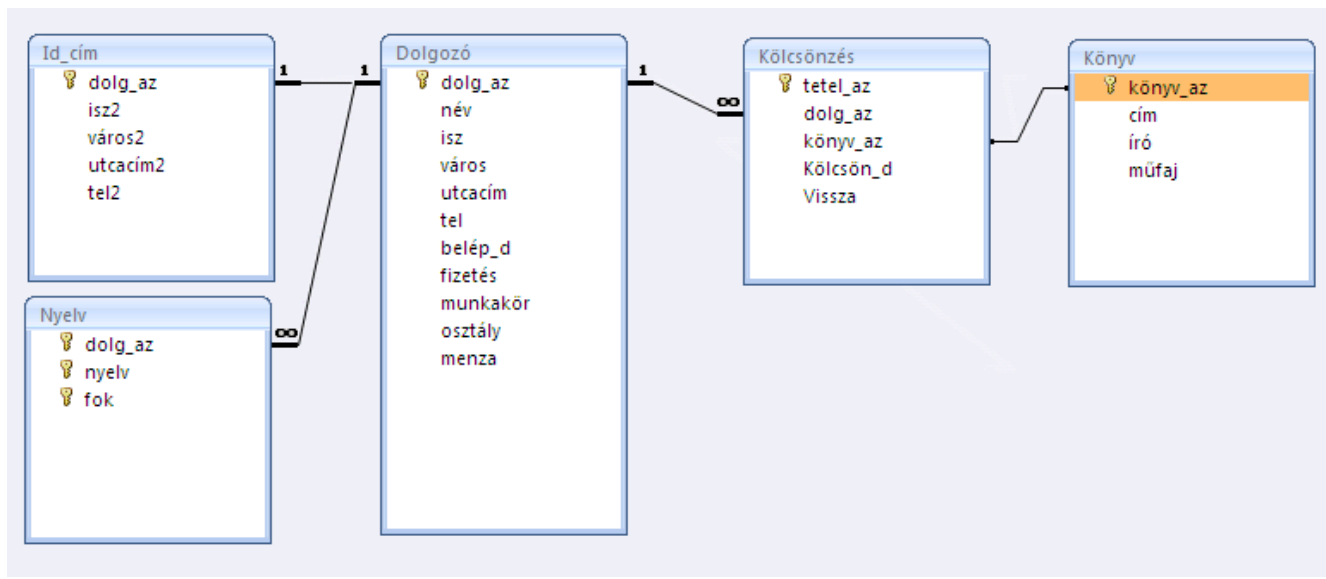 Id_cím
dolg_az
isz2
város2
utcacím2
tel2
Nyelv
dolg_az
nyelv
fok
1
1
∞
Dolgozó
dolg_az
név
isz
város
utcacím
tel
belép_d
fizetés
munkakör
osztály
menza
1
∞
Kölcsönzés
tetel_az
dolg_az
könyv_az
Kölcsön_d
Vissza
Könyv
könyv_az
cím
író
műfaj